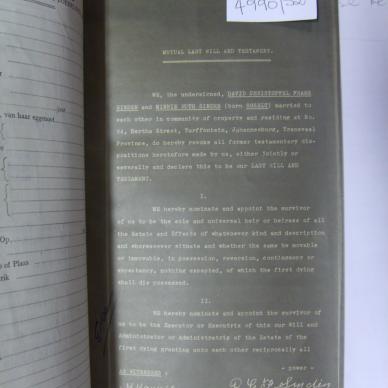 4990/50
jaar
van haar eggenoot
Op
of Plaas
MUTUAL LAST WILL AND TESTAMENT.
WE, the undersigned, DAVID CHRISTOFFEL FRANS
and MINNIE RUTH (born ) married to
each other in community of property and residing at No.
Bertha Street, Turffontein, Johannesburg, Transvaal
Province, do hereby revoke all former testamentary dis-
positions heretofore made by us, either jointly or
severally and declare this to be our LAST WILL AND
TESTAMENT.
I.
WE hereby nominate and appoint the survivor
of us to be the sole and universal heir or heiress of all
the Estate and Effects of whatsoever kind and description
and wheresoever situate and whether the same be movable
or immovable, in possession, reversion, contingency or
expectancy, nothing excepted, of which the first dying
shall die possessed.
II.
WE hereby nominate and appoint the survivor of
us to be the Executor or Executrix of this our Will and
Administrator or Administratrix of the Estate of the
first dying granting unto each other reciprocally all
- power -
AS WITNESSES :